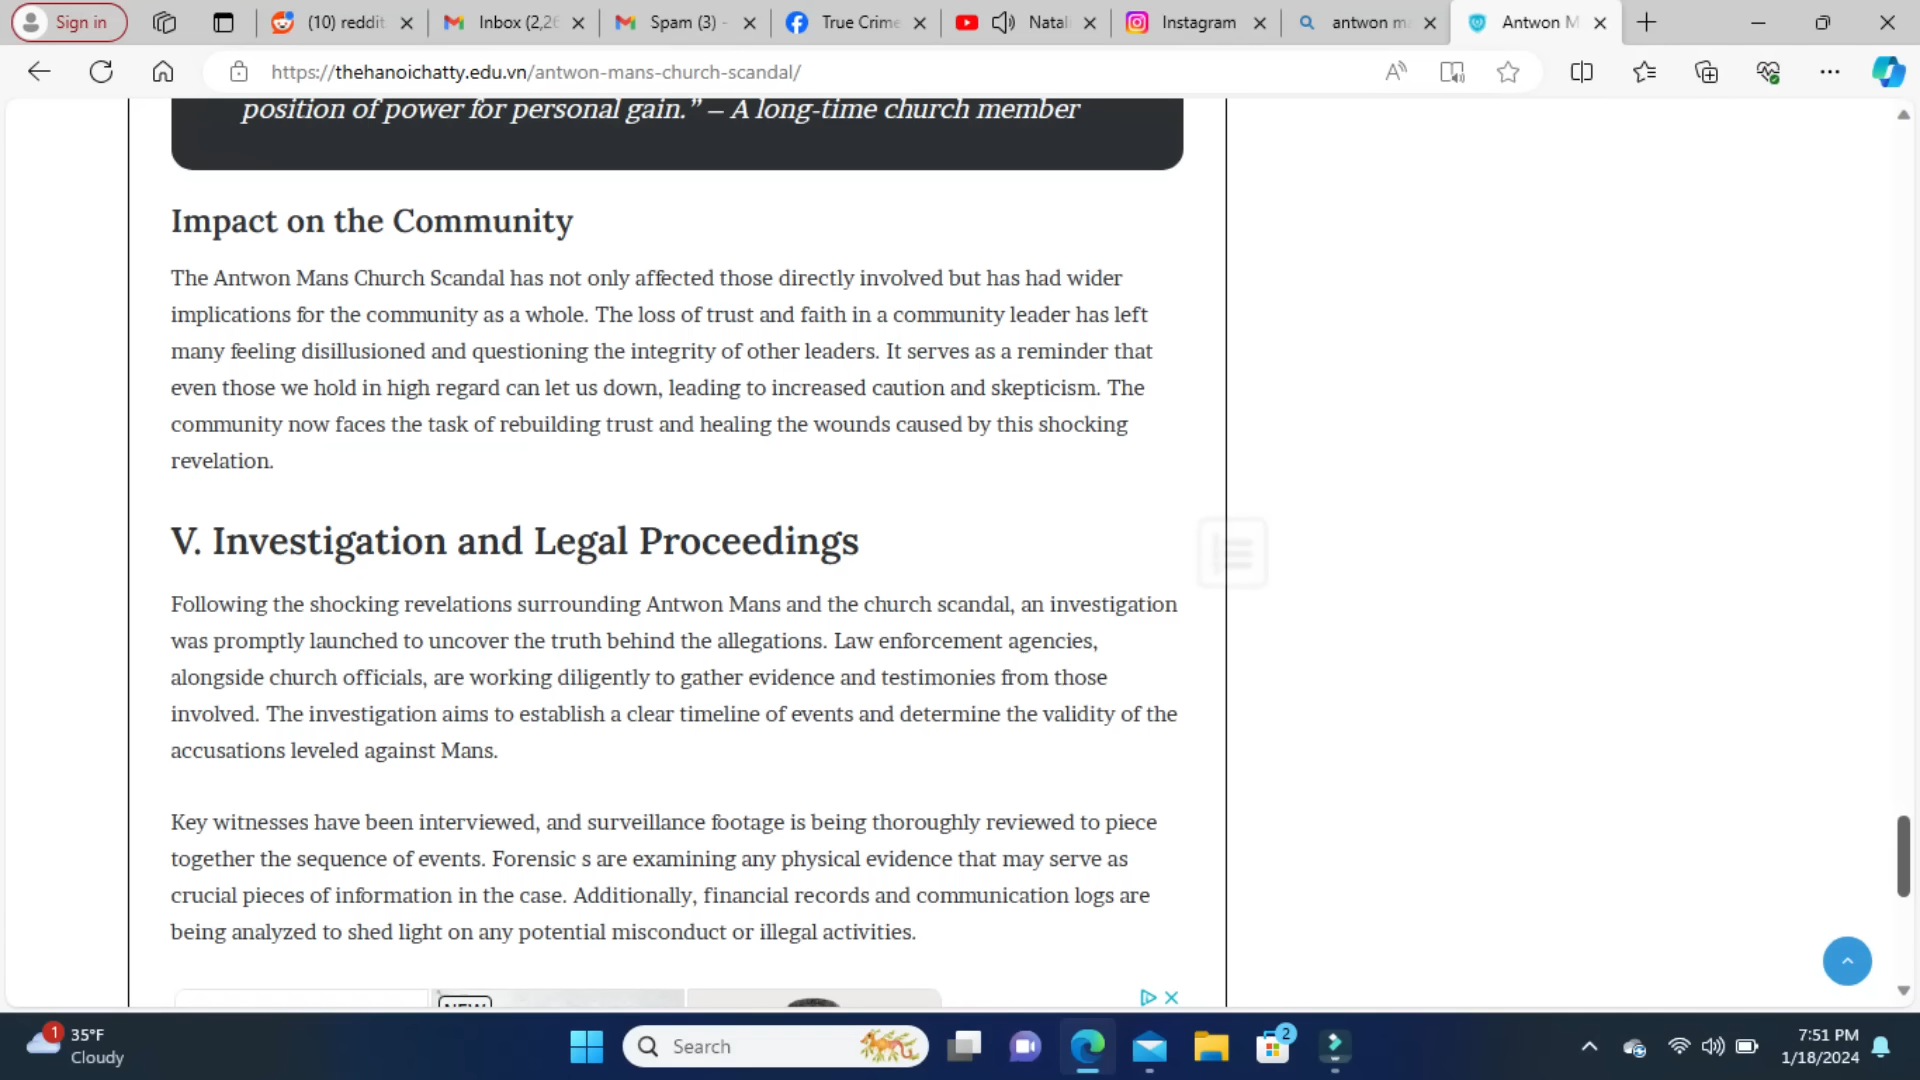 Sign in
(10) reddit
Inbox (2,26
Spam (3) -
True Crime
Natali
Instagram
antwon ma
Antwon M
https://thehanoichatty.edu.vn/antwon-mans-church-scandal/
position of power for personal gain.” – A long-time church member
Impact on the Community
The Antwon Mans Church Scandal has not only affected those directly involved but has had wider
implications for the community as a whole. The loss of trust and faith in a community leader has left
many feeling disillusioned and questioning the integrity of other leaders. It serves as a reminder that
even those we hold in high regard can let us down, leading to increased caution and skepticism. The
community now faces the task of rebuilding trust and healing the wounds caused by this shocking
revelation.
V. Investigation and Legal Proceedings
Following the shocking revelations surrounding Antwon Mans and the church scandal, an investigation
was promptly launched to uncover the truth behind the allegations. Law enforcement agencies,
alongside church officials, are working diligently to gather evidence and testimonies from those
involved. The investigation aims to establish a clear timeline of events and determine the validity of the
accusations leveled against Mans.
Key witnesses have been interviewed, and surveillance footage is being thoroughly reviewed to piece
together the sequence of events. Forensic s are examining any physical evidence that may serve as
crucial pieces of information in the case. Additionally, financial records and communication logs are
being analyzed to shed light on any potential misconduct or illegal activities.
NEW
1
35°F
Cloudy
Search
2
7:51 PM
1/18/2024